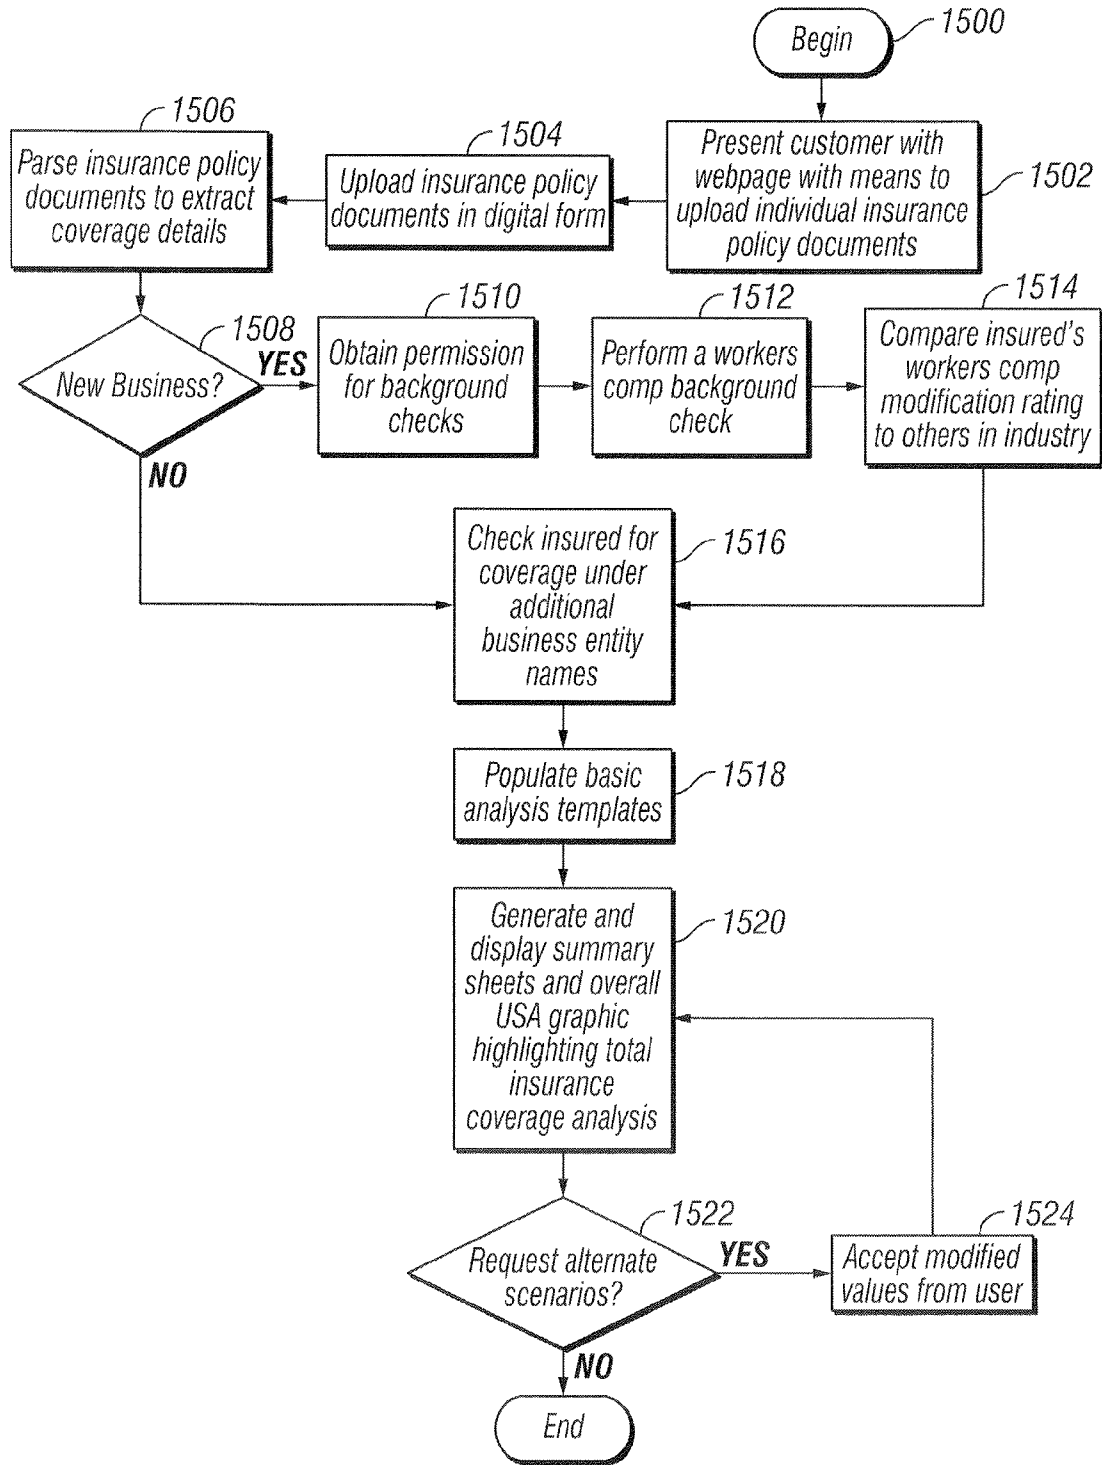 Begin
1500
Present customer with
webpage with means to
upload individual insurance
policy documents
1502
1504
Upload insurance policy
documents in digital form
1506
Parse insurance policy
documents to extract
coverage details
1508
New Business?
YES
NO
1510
Obtain permission
for background
checks
1512
Perform a workers
comp background
check
1514
Compare insured's
workers comp
modification rating
to others in industry
1516
Check insured for
coverage under
additional
business entity
names
1518
Populate basic
analysis templates
1520
Generate and
display summary
sheets and overall
USA graphic
highlighting total
insurance
coverage analysis
1522
Request alternate
scenarios?
YES
1524
Accept modified
values from user
NO
End